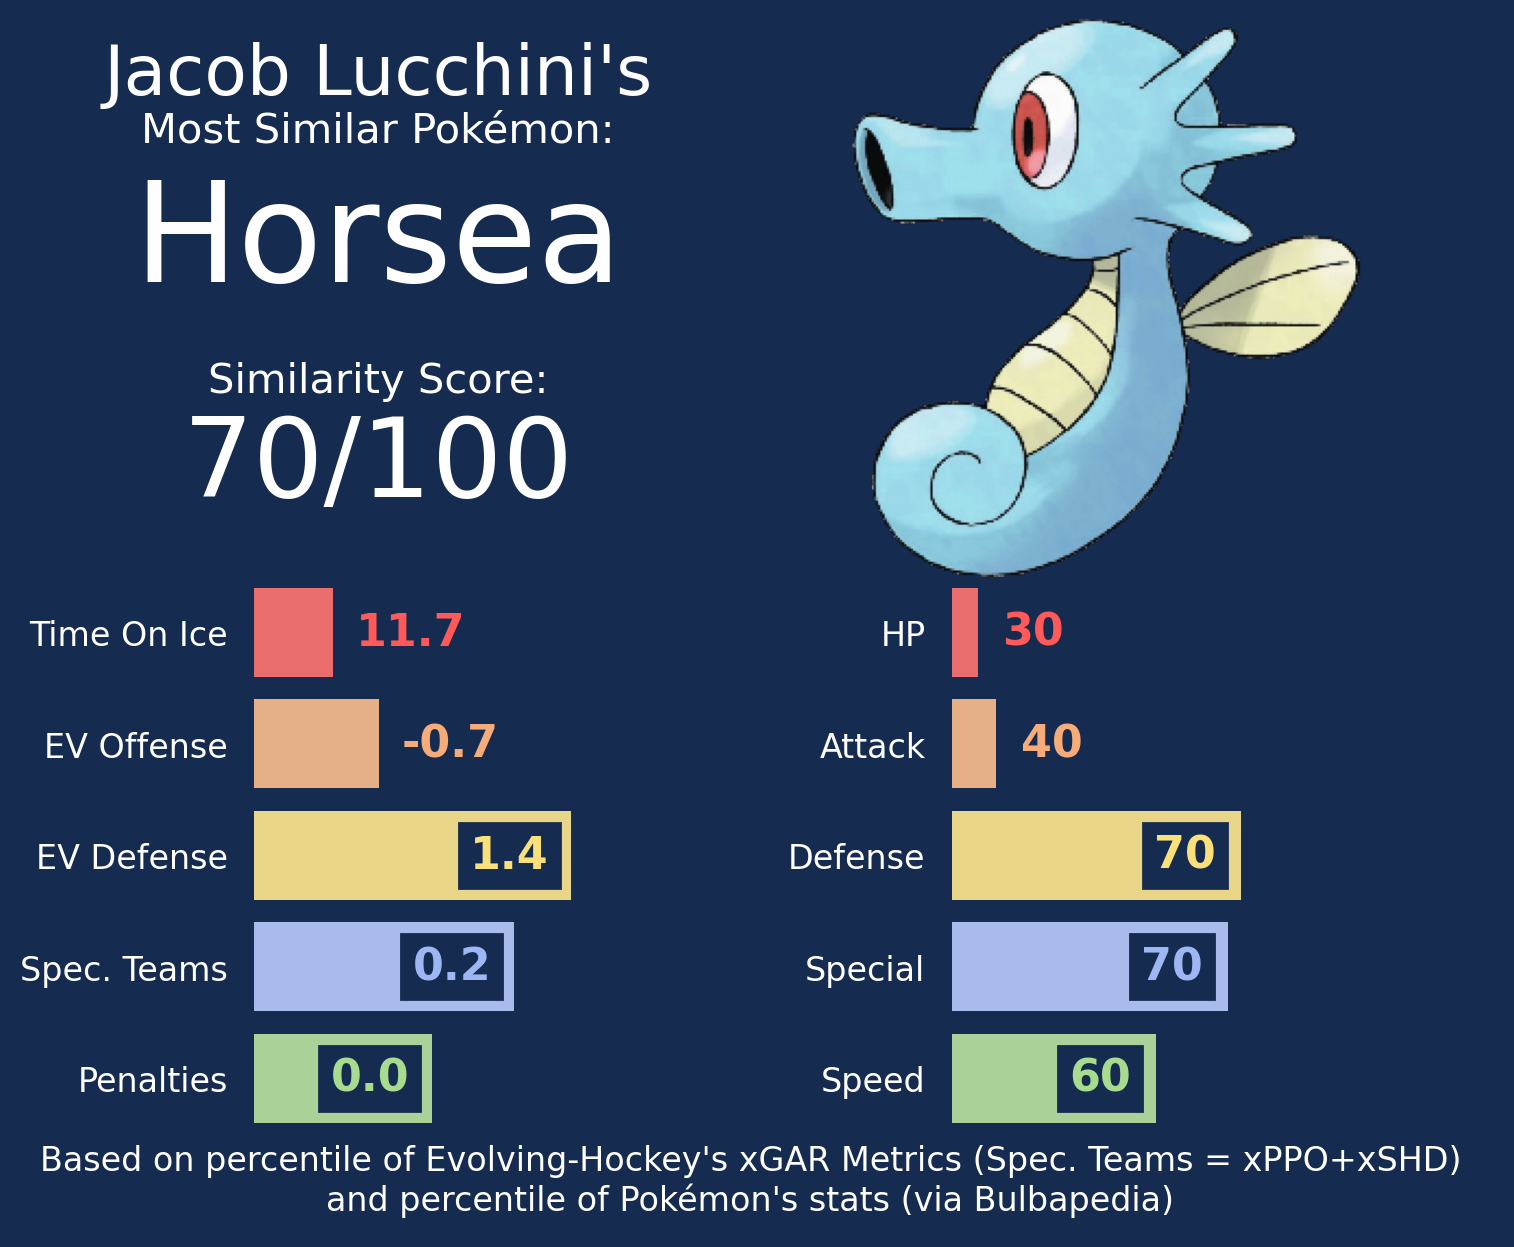 Jacob Lucchini's
Most Similar Pokémon:
Horsea
Similarity Score:
70/100
Time On Ice 11.7
EV Offense -0.7
EV Defense 1.4
Spec. Teams 0.2
Penalties 0.0
HP 30
Attack 40
Defense 70
Special 70
Speed 60
Based on percentile of Evolving-Hockey's xGAR Metrics (Spec. Teams = xPPO+xSHD)
and percentile of Pokémon's stats (via Bulbapedia)